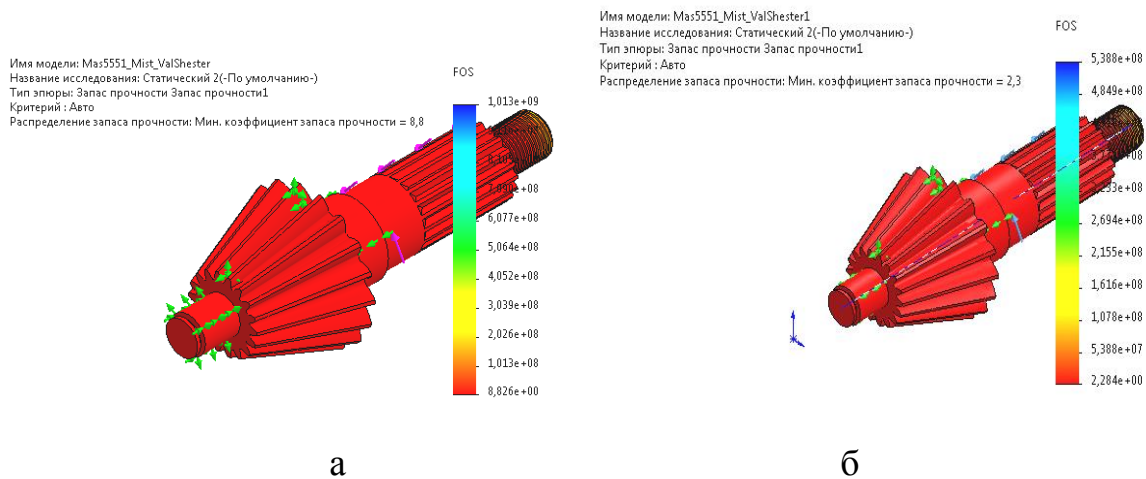 Имя модели: Mas5551_Mist_ValShester
Название исследования: Статический 2(-По умолчанию-)
Тип эпюры: Запас прочности Запас прочности1
Критерий : Авто
Распределение запаса прочности: Мин. коэффициент запаса прочности = 8,8
FOS
1,013e+09
6,077e+08
5,064e+08
4,052e+08
3,039e+08
2,026e+08
1,013e+08
8,826e+00
а
Имя модели: Mas5551_Mist_ValShester1
Название исследования: Статический 2(-По умолчанию-)
Тип эпюры: Запас прочности Запас прочности1
Критерий : Авто
Распределение запаса прочности: Мин. коэффициент запаса прочности = 2,3
FOS
5,388e+08
4,849e+08
2,694e+08
2,155e+08
1,616e+08
1,078e+08
5,388e+07
2,284e+00
б